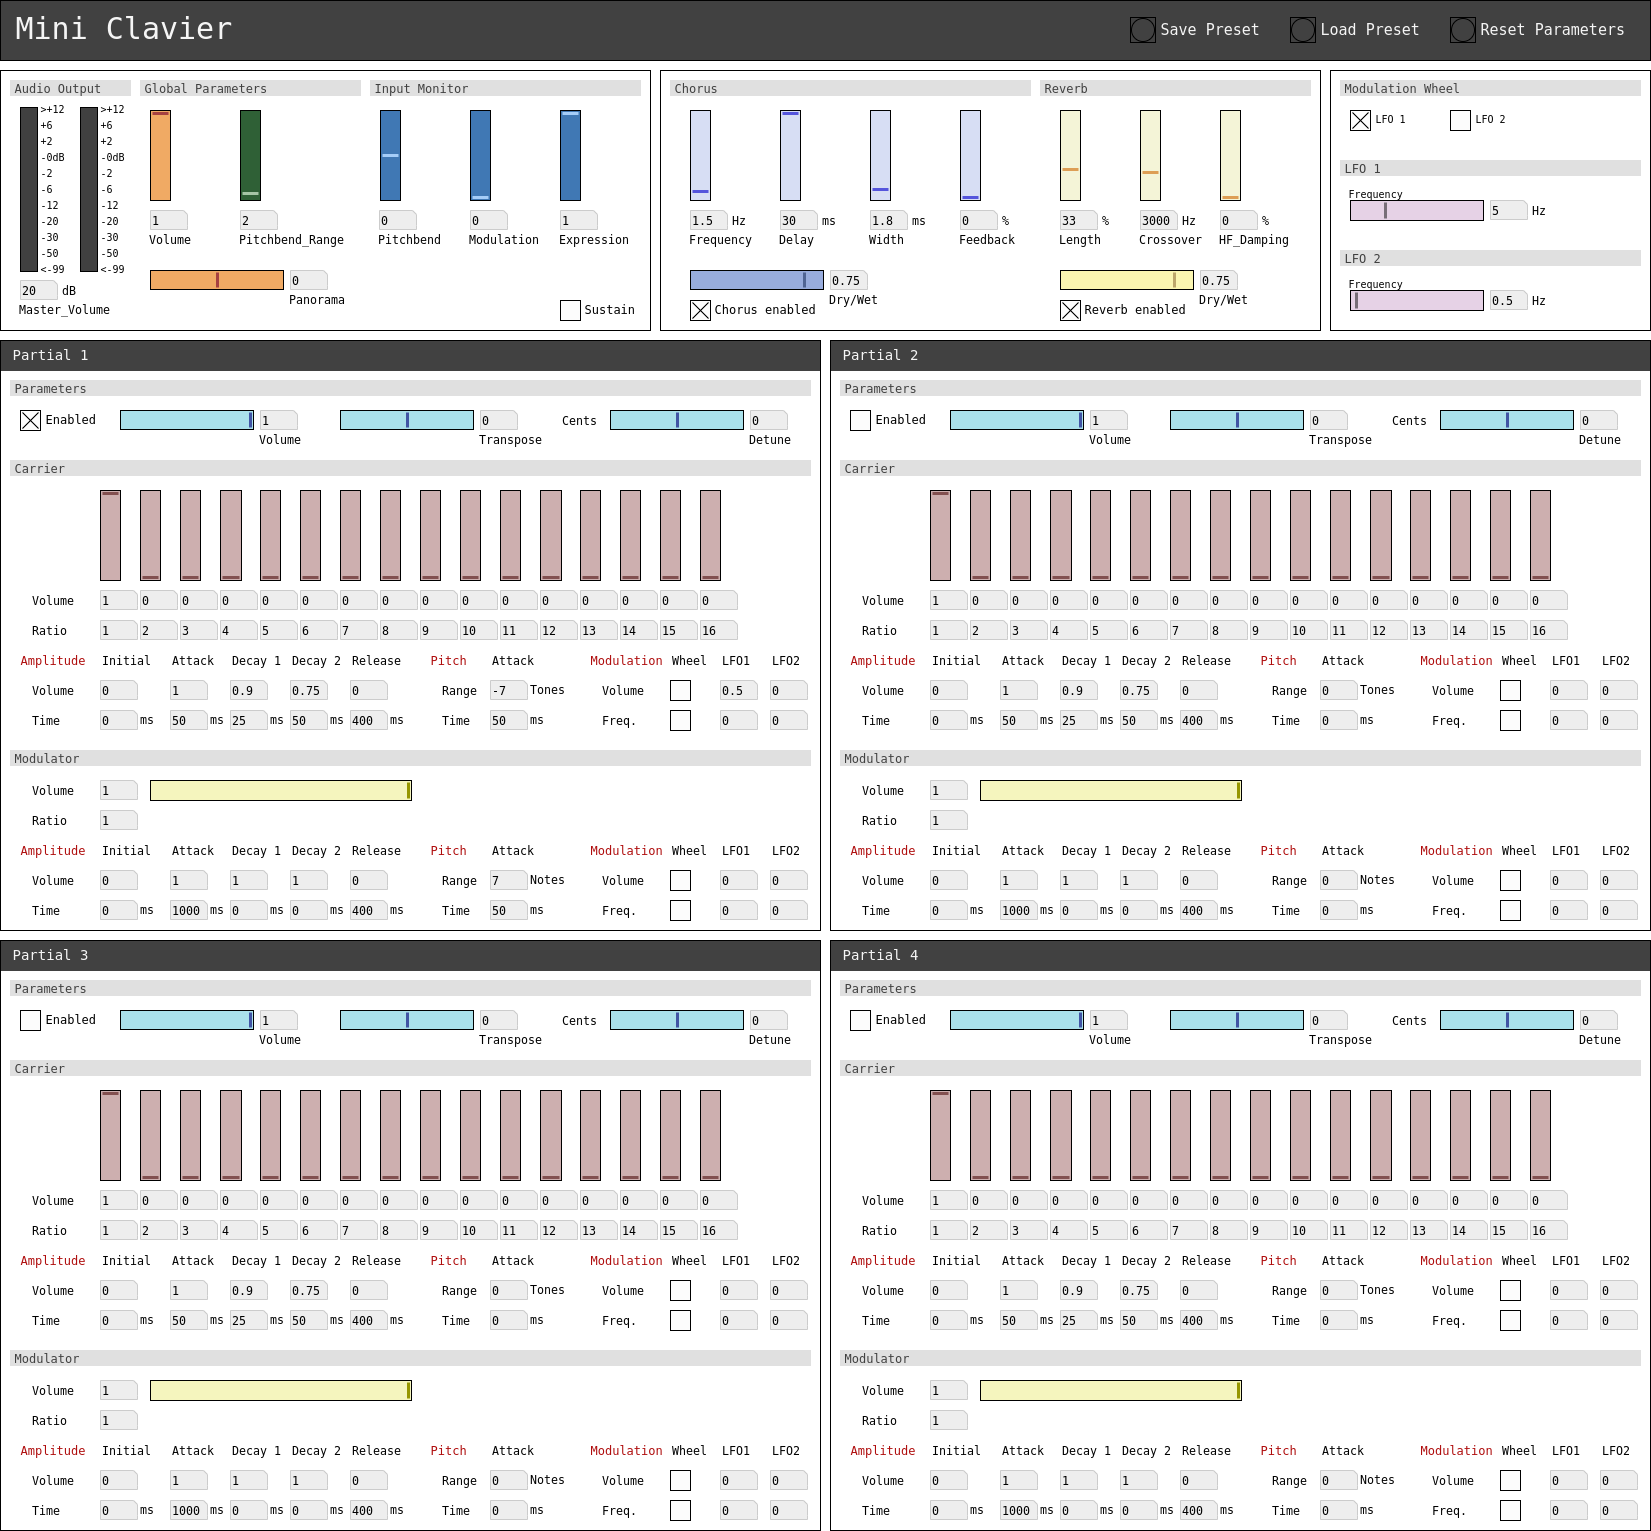 Mini Clavier
Save Preset
Load Preset
Reset Parameters
Audio Output
>+12 >+12
+6 +6
+2 +2
-0dB -0dB
-2 -2
-6 -6
-12 -12
-20 -20
-30 -30
-50 -50
<-99 <-99
20 dB
Master_Volume
Global Parameters
1 2
Volume Pitchbend_Range
0
Panorama
Input Monitor
0 0 1
Pitchbend Modulation Expression
Sustain
Chorus
1.5 Hz 30 ms 1.8 ms 0 %
Frequency Delay Width Feedback
0.75
Dry/Wet
Chorus enabled
Reverb
33 % 3000 Hz 0 %
Length Crossover HF_Damping
0.75
Dry/Wet
Reverb enabled
Modulation Wheel
LFO 1 LFO 2
LFO 1
Frequency
5 Hz
LFO 2
Frequency
0.5 Hz
Partial 1
Parameters
Enabled 1 0 Cents 0
Volume Transpose Detune
Carrier
Volume 1 0 0 0 0 0 0 0 0 0 0 0 0 0 0 0
Ratio 1 2 3 4 5 6 7 8 9 10 11 12 13 14 15 16
Amplitude Initial Attack Decay 1 Decay 2 Release Pitch Attack Modulation Wheel LFO1 LFO2
Volume 0 1 0.9 0.75 0 Range -7 Tones Volume 0.5 0
Time 0 ms 50 ms 25 ms 50 ms 400 ms Time 50 ms Freq. 0 0
Modulator
Volume 1
Ratio 1
Amplitude Initial Attack Decay 1 Decay 2 Release Pitch Attack Modulation Wheel LFO1 LFO2
Volume 0 1 1 1 0 Range 7 Notes Volume 0 0
Time 0 ms 1000 ms 0 ms 0 ms 400 ms Time 50 ms Freq. 0 0
Partial 2
Parameters
Enabled 1 0 Cents 0
Volume Transpose Detune
Carrier
Volume 1 0 0 0 0 0 0 0 0 0 0 0 0 0 0 0
Ratio 1 2 3 4 5 6 7 8 9 10 11 12 13 14 15 16
Amplitude Initial Attack Decay 1 Decay 2 Release Pitch Attack Modulation Wheel LFO1 LFO2
Volume 0 1 0.9 0.75 0 Range 0 Tones Volume 0 0
Time 0 ms 50 ms 25 ms 50 ms 400 ms Time 0 ms Freq. 0 0
Modulator
Volume 1
Ratio 1
Amplitude Initial Attack Decay 1 Decay 2 Release Pitch Attack Modulation Wheel LFO1 LFO2
Volume 0 1 1 1 0 Range 0 Notes Volume 0 0
Time 0 ms 1000 ms 0 ms 0 ms 400 ms Time 0 ms Freq. 0 0
Partial 3
Parameters
Enabled 1 0 Cents 0
Volume Transpose Detune
Carrier
Volume 1 0 0 0 0 0 0 0 0 0 0 0 0 0 0 0
Ratio 1 2 3 4 5 6 7 8 9 10 11 12 13 14 15 16
Amplitude Initial Attack Decay 1 Decay 2 Release Pitch Attack Modulation Wheel LFO1 LFO2
Volume 0 1 0.9 0.75 0 Range 0 Tones Volume 0 0
Time 0 ms 50 ms 25 ms 50 ms 400 ms Time 0 ms Freq. 0 0
Modulator
Volume 1
Ratio 1
Amplitude Initial Attack Decay 1 Decay 2 Release Pitch Attack Modulation Wheel LFO1 LFO2
Volume 0 1 1 1 0 Range 0 Notes Volume 0 0
Time 0 ms 1000 ms 0 ms 0 ms 400 ms Time 0 ms Freq. 0 0
Partial 4
Parameters
Enabled 1 0 Cents 0
Volume Transpose Detune
Carrier
Volume 1 0 0 0 0 0 0 0 0 0 0 0 0 0 0 0
Ratio 1 2 3 4 5 6 7 8 9 10 11 12 13 14 15 16
Amplitude Initial Attack Decay 1 Decay 2 Release Pitch Attack Modulation Wheel LFO1 LFO2
Volume 0 1 0.9 0.75 0 Range 0 Tones Volume 0 0
Time 0 ms 50 ms 25 ms 50 ms 400 ms Time 0 ms Freq. 0 0
Modulator
Volume 1
Ratio 1
Amplitude Initial Attack Decay 1 Decay 2 Release Pitch Attack Modulation Wheel LFO1 LFO2
Volume 0 1 1 1 0 Range 0 Notes Volume 0 0
Time 0 ms 1000 ms 0 ms 0 ms 400 ms Time 0 ms Freq. 0 0